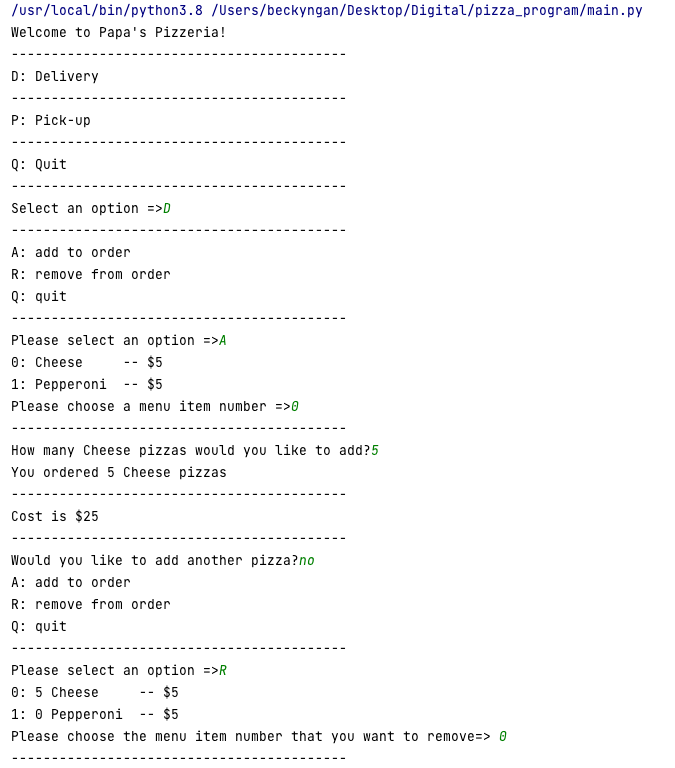 /usr/local/bin/python3.8 /Users/beckyngan/Desktop/Digital/pizza_program/main.py
Welcome to Papa's Pizzeria!
------------------------------------------
D: Delivery
------------------------------------------
P: Pick-up
------------------------------------------
Q: Quit
------------------------------------------
Select an option =>D
------------------------------------------
A: add to order
R: remove from order
Q: quit
------------------------------------------
Please select an option =>A
0: Cheese     -- $5
1: Pepperoni  -- $5
Please choose a menu item number =>0
------------------------------------------
How many Cheese pizzas would you like to add?5
You ordered 5 Cheese pizzas
------------------------------------------
Cost is $25
------------------------------------------
Would you like to add another pizza?no
A: add to order
R: remove from order
Q: quit
------------------------------------------
Please select an option =>R
0: 5 Cheese     -- $5
1: 0 Pepperoni  -- $5
Please choose the menu item number that you want to remove=> 0
------------------------------------------